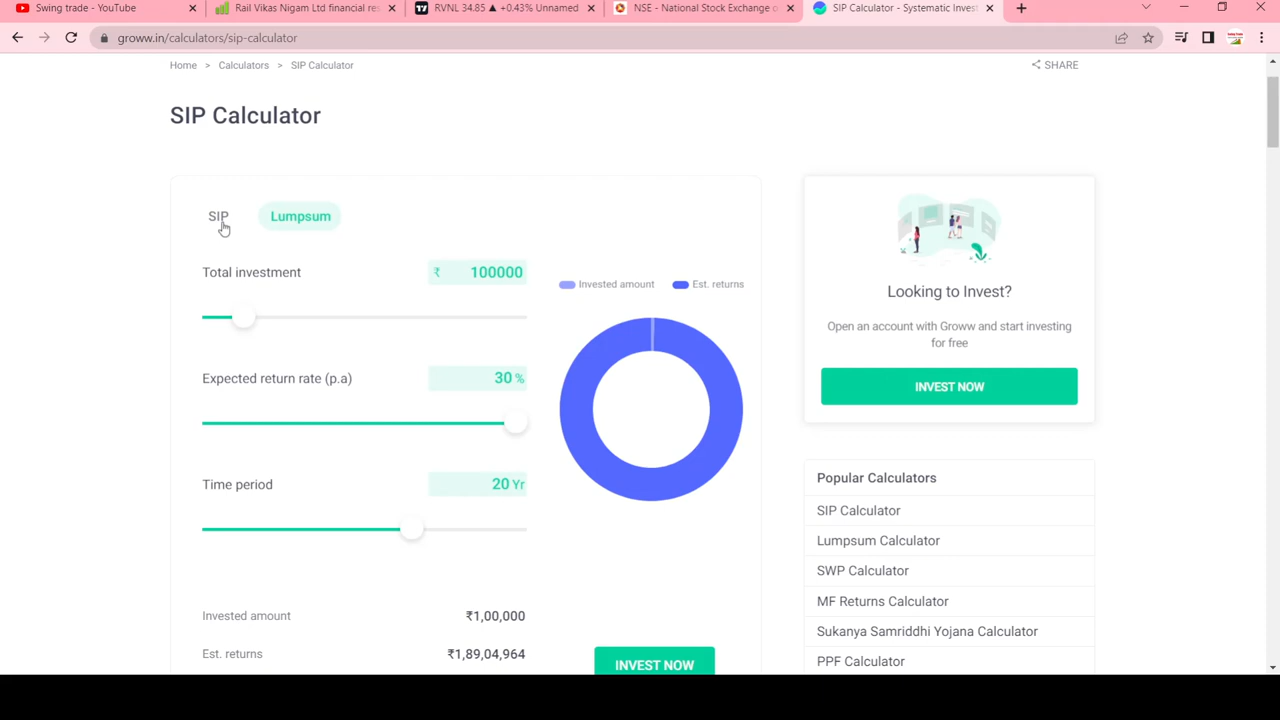 Swing trade - YouTube
Rail Vikas Nigam Ltd financial res
RVNL 34.85 ▲ +0.43% Unnamed
NSE - National Stock Exchange o
SIP Calculator - Systematic Invest
groww.in/calculators/sip-calculator
Home > Calculators > SIP Calculator
SHARE
SIP Calculator
SIP
Lumpsum
Total investment
₹ 100000
Expected return rate (p.a)
30 %
Time period
20 Yr
Invested amount
₹1,00,000
Est. returns
₹1,89,04,964
Invested amount
Est. returns
INVEST NOW
Looking to Invest?
Open an account with Groww and start investing
for free
INVEST NOW
Popular Calculators
SIP Calculator
Lumpsum Calculator
SWP Calculator
MF Returns Calculator
Sukanya Samriddhi Yojana Calculator
PPF Calculator